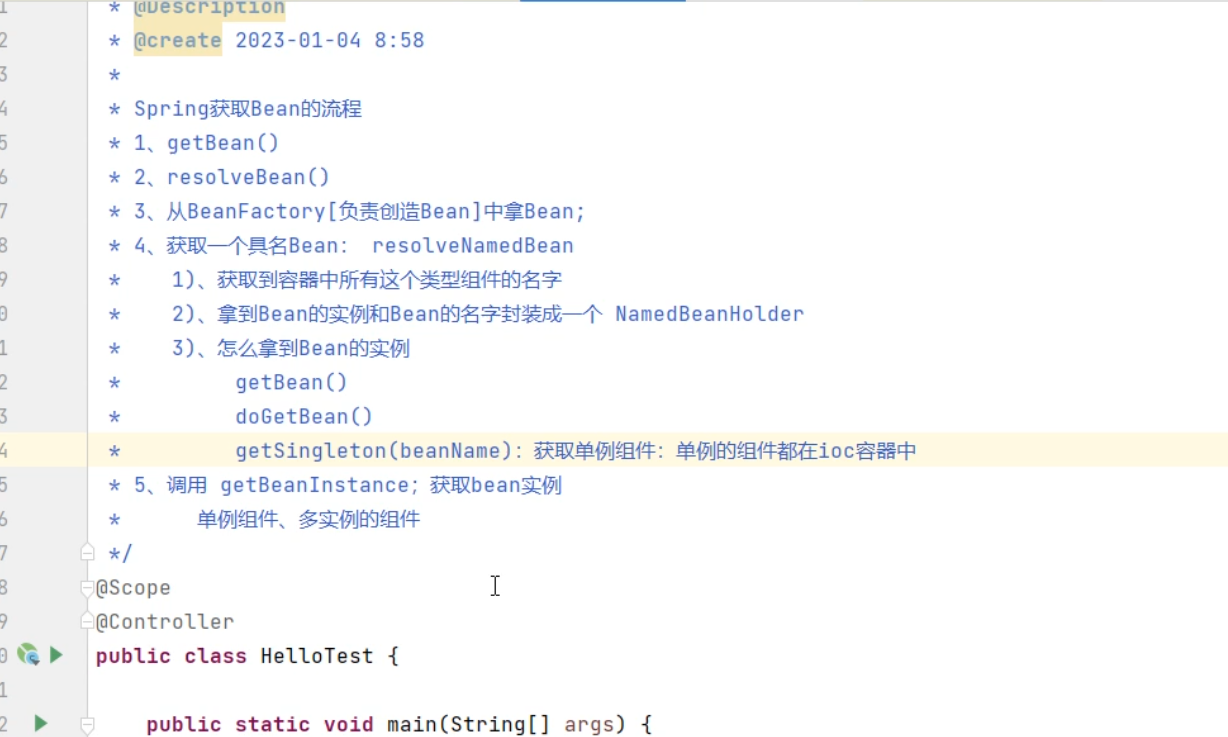 1 * @Description
2 * @create 2023-01-04 8:58
3 *
4 * Spring获取Bean的流程
5 * 1、getBean()
6 * 2、resolveBean()
7 * 3、从BeanFactory[负责创造Bean]中拿Bean;
8 * 4、获取一个具名Bean： resolveNamedBean
9 * 1)、获取到容器中所有这个类型组件的名字
0 * 2)、拿到Bean的实例和Bean的名字封装成一个 NamedBeanHolder
1 * 3)、怎么拿到Bean的实例
2 * getBean()
3 * doGetBean()
4 * getSingleton(beanName)：获取单例组件：单例的组件都在ioc容器中
5 * 5、调用 getBeanInstance；获取bean实例
6 * 单例组件、多实例的组件
7 */
8 @Scope
9 @Controller
0 public class HelloTest {
1
2 public static void main(String[] args) {